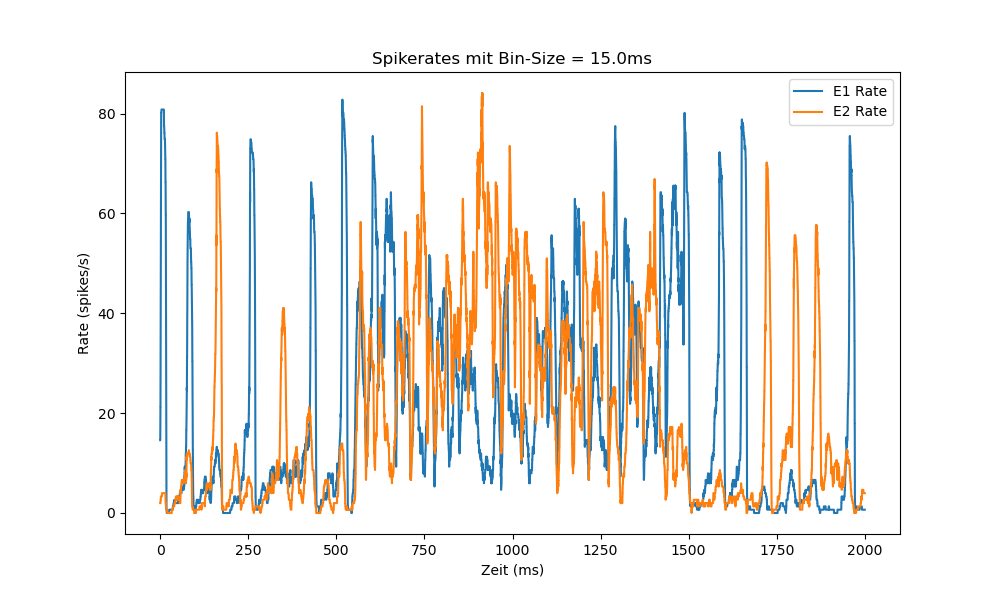 Spikerates mit Bin-Size = 15.0ms
E1 Rate
E2 Rate
80
60
40
20
0
Rate (spikes/s)
0 250 500 750 1000 1250 1500 1750 2000
Zeit (ms)